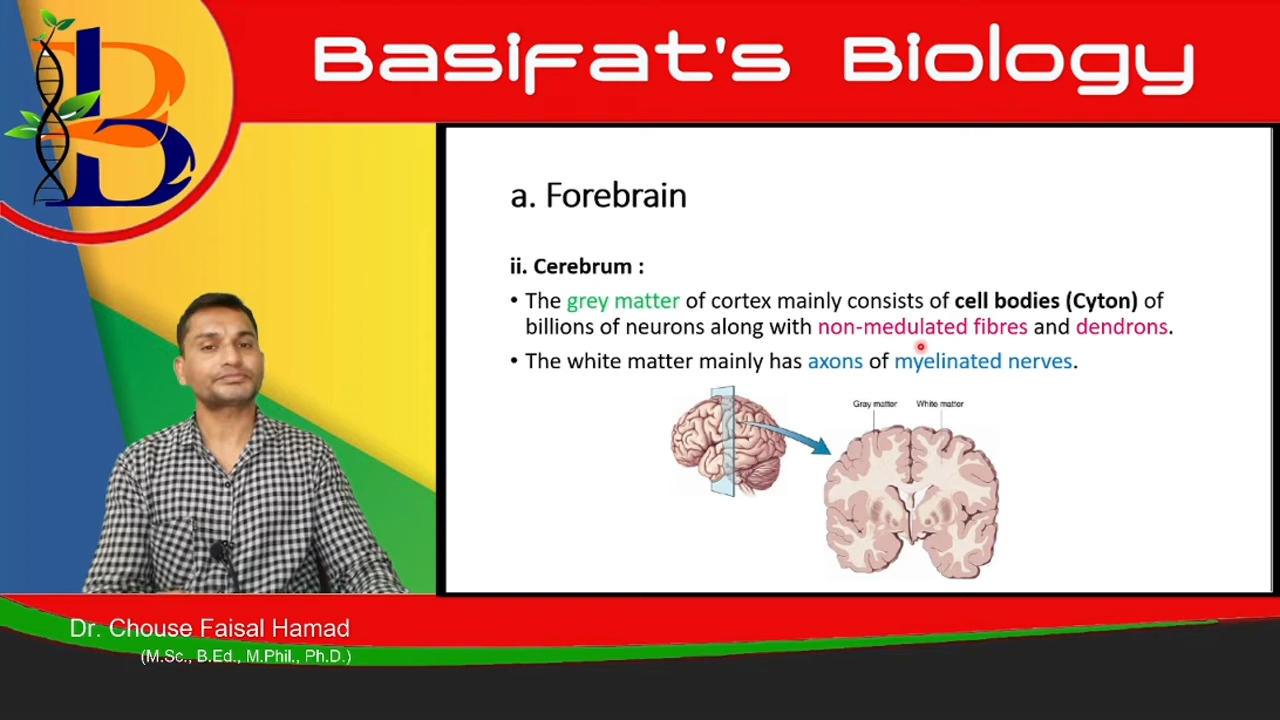 Basifat's Biology
a. Forebrain
ii. Cerebrum :
• The grey matter of cortex mainly consists of cell bodies (Cyton) of
billions of neurons along with non-medulated fibres and dendrons.
• The white matter mainly has axons of myelinated nerves.
Gray matter White matter
Dr. Chouse Faisal Hamad
(M.Sc., B.Ed., M.Phil., Ph.D.)